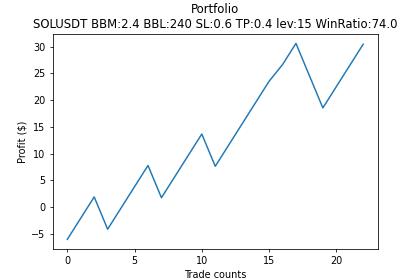 Portfolio
SOLUSDT BBM:2.4 BBL:240 SL:0.6 TP:0.4 lev:15 WinRatio:74.0
30
25
20
15
10
5
0
−5
Profit ($)
0 5 10 15 20
Trade counts